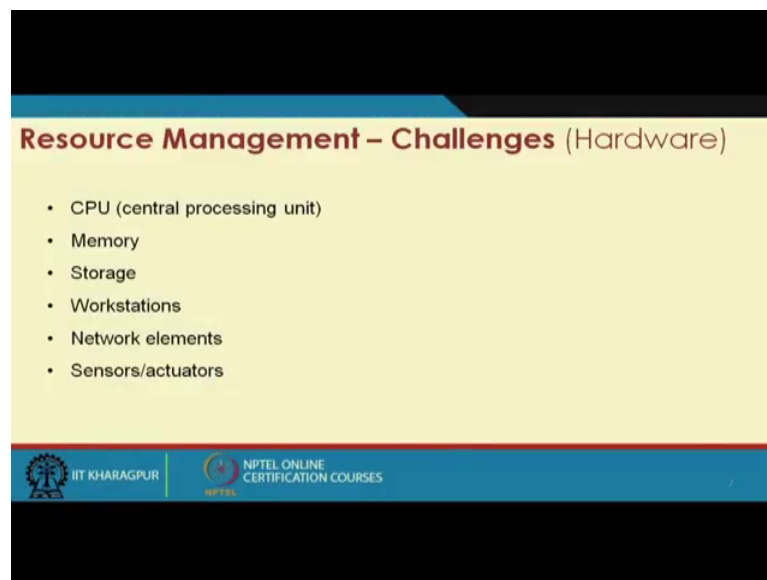 Resource Management – Challenges (Hardware)
• CPU (central processing unit)
• Memory
• Storage
• Workstations
• Network elements
• Sensors/actuators
IIT KHARAGPUR
NPTEL ONLINE
CERTIFICATION COURSES
NPTEL